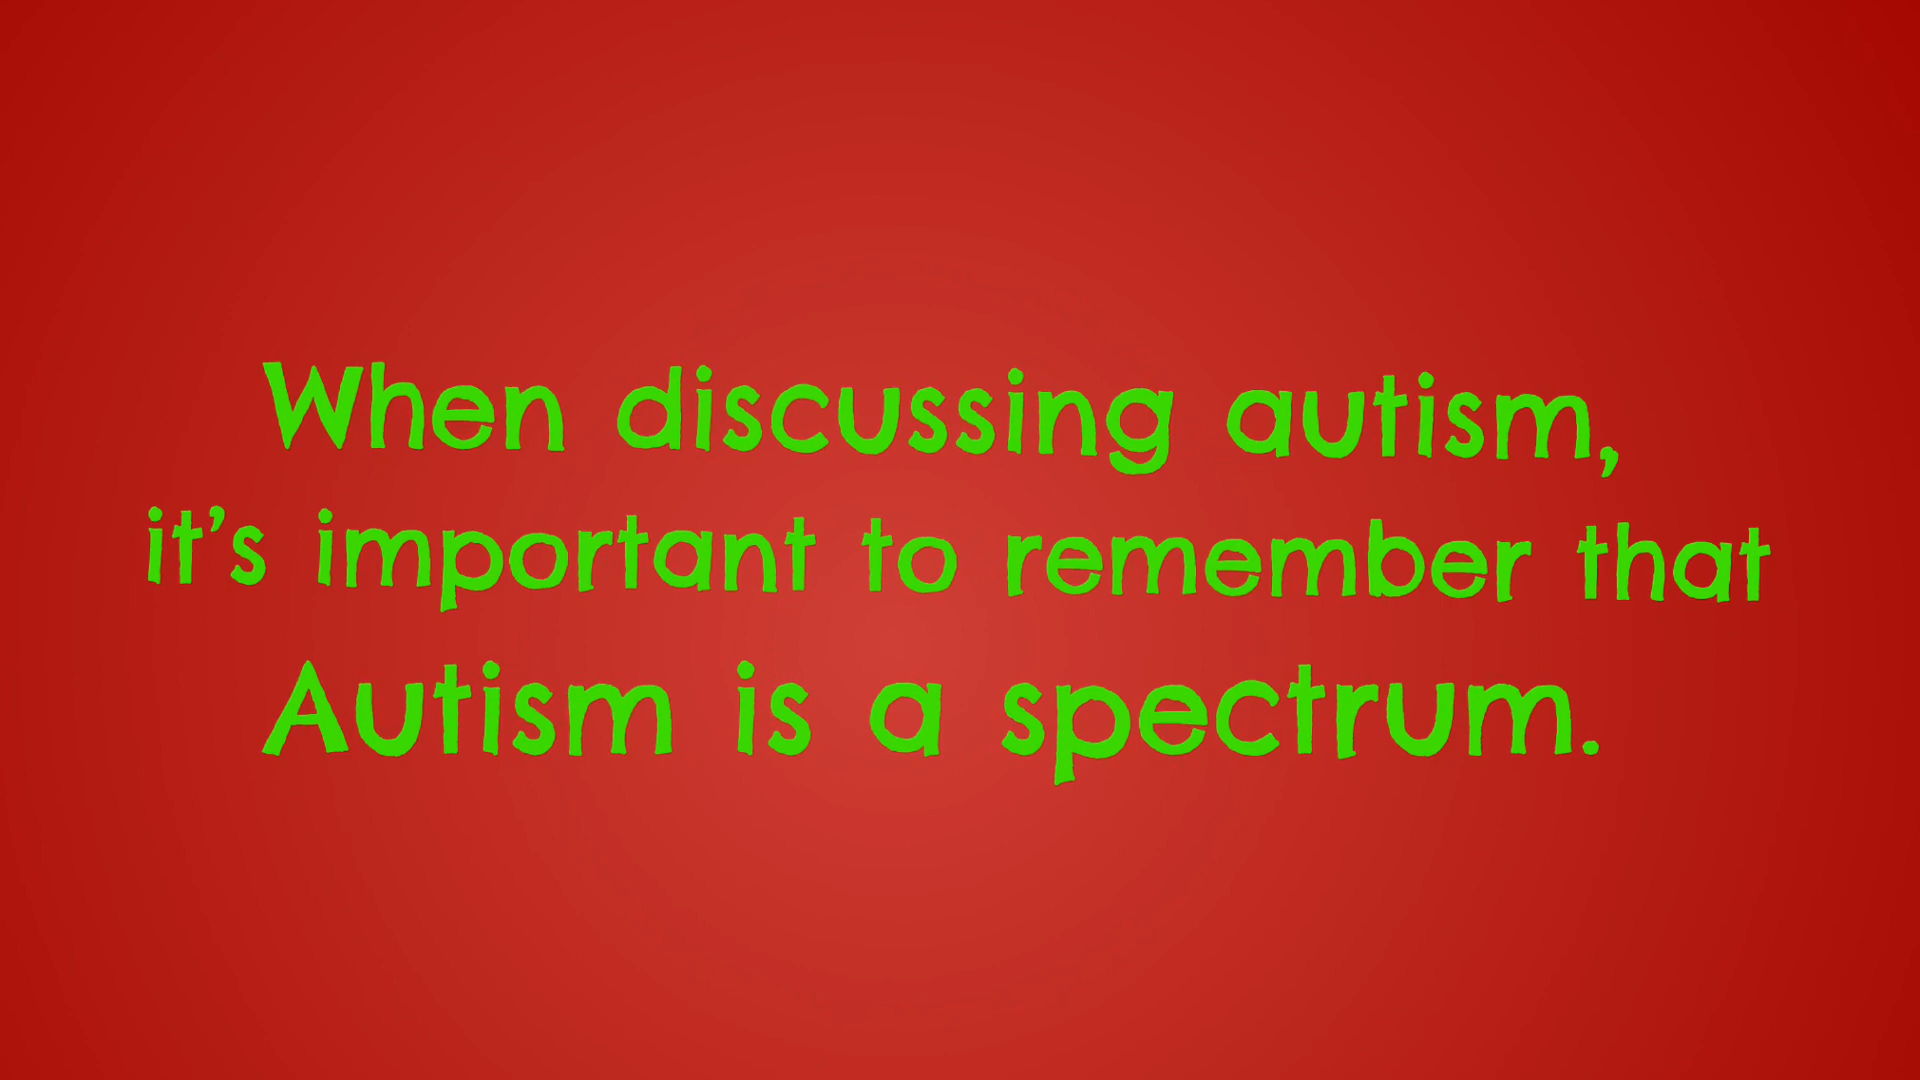 When discussing autism,
it's important to remember that
Autism is a spectrum.